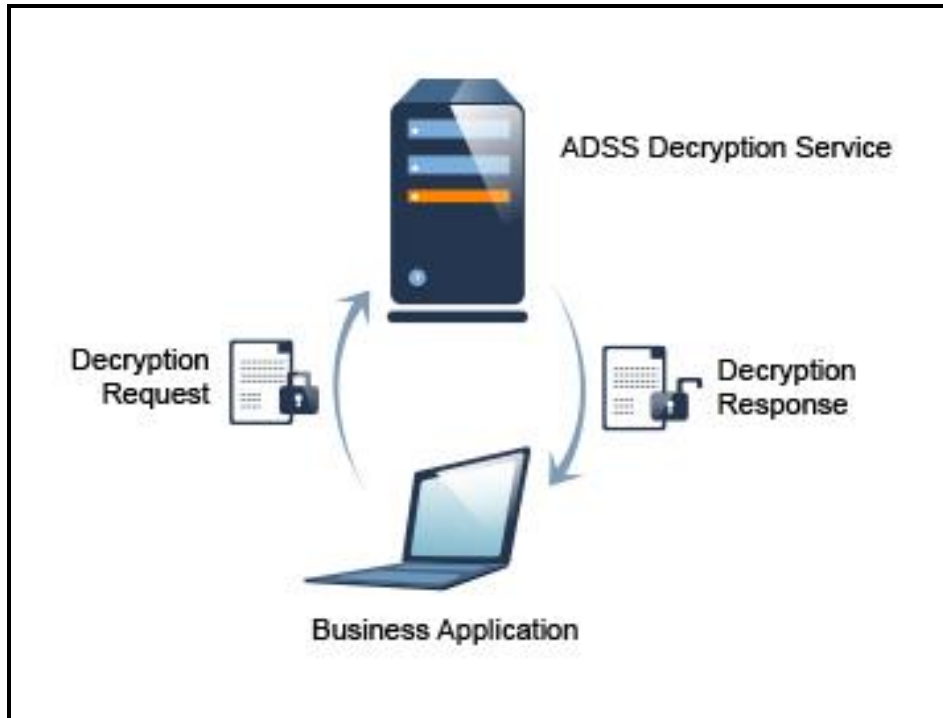 ADSS Decryption Service
Decryption
Request
Decryption
Response
Business Application